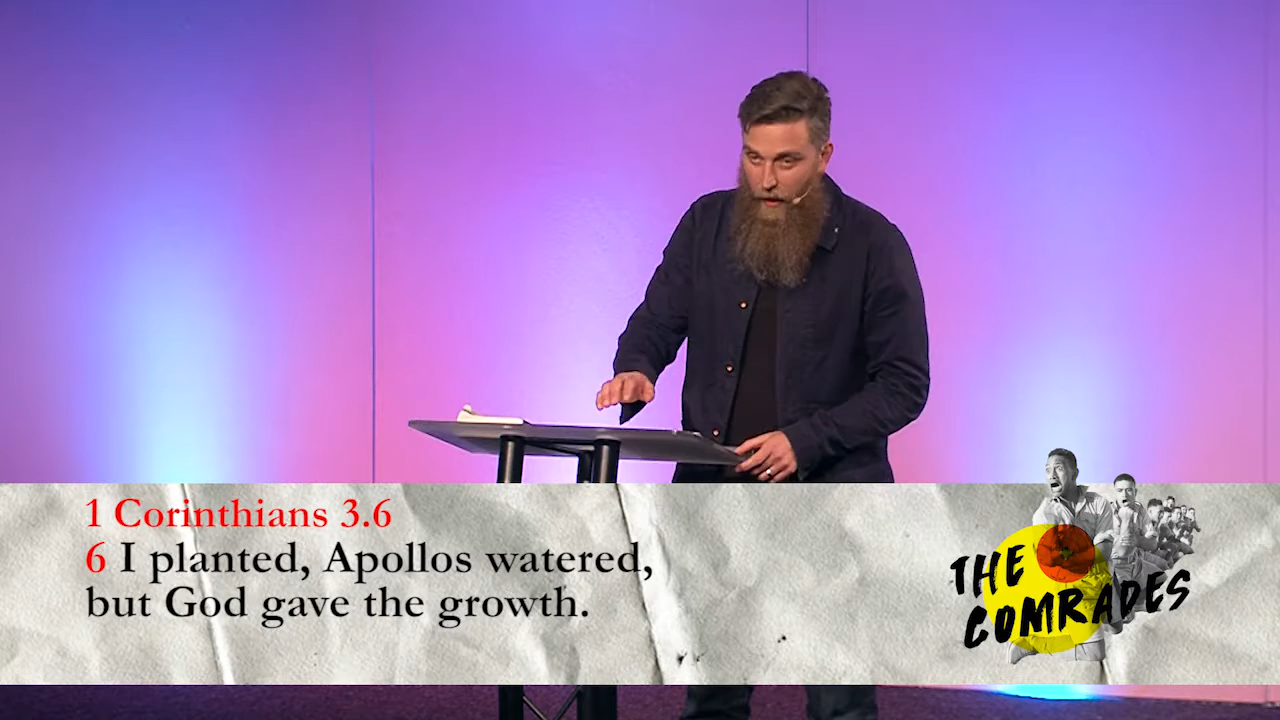 1 Corinthians 3.6
6 I planted, Apollos watered,
but God gave the growth.
THE
COMRADES